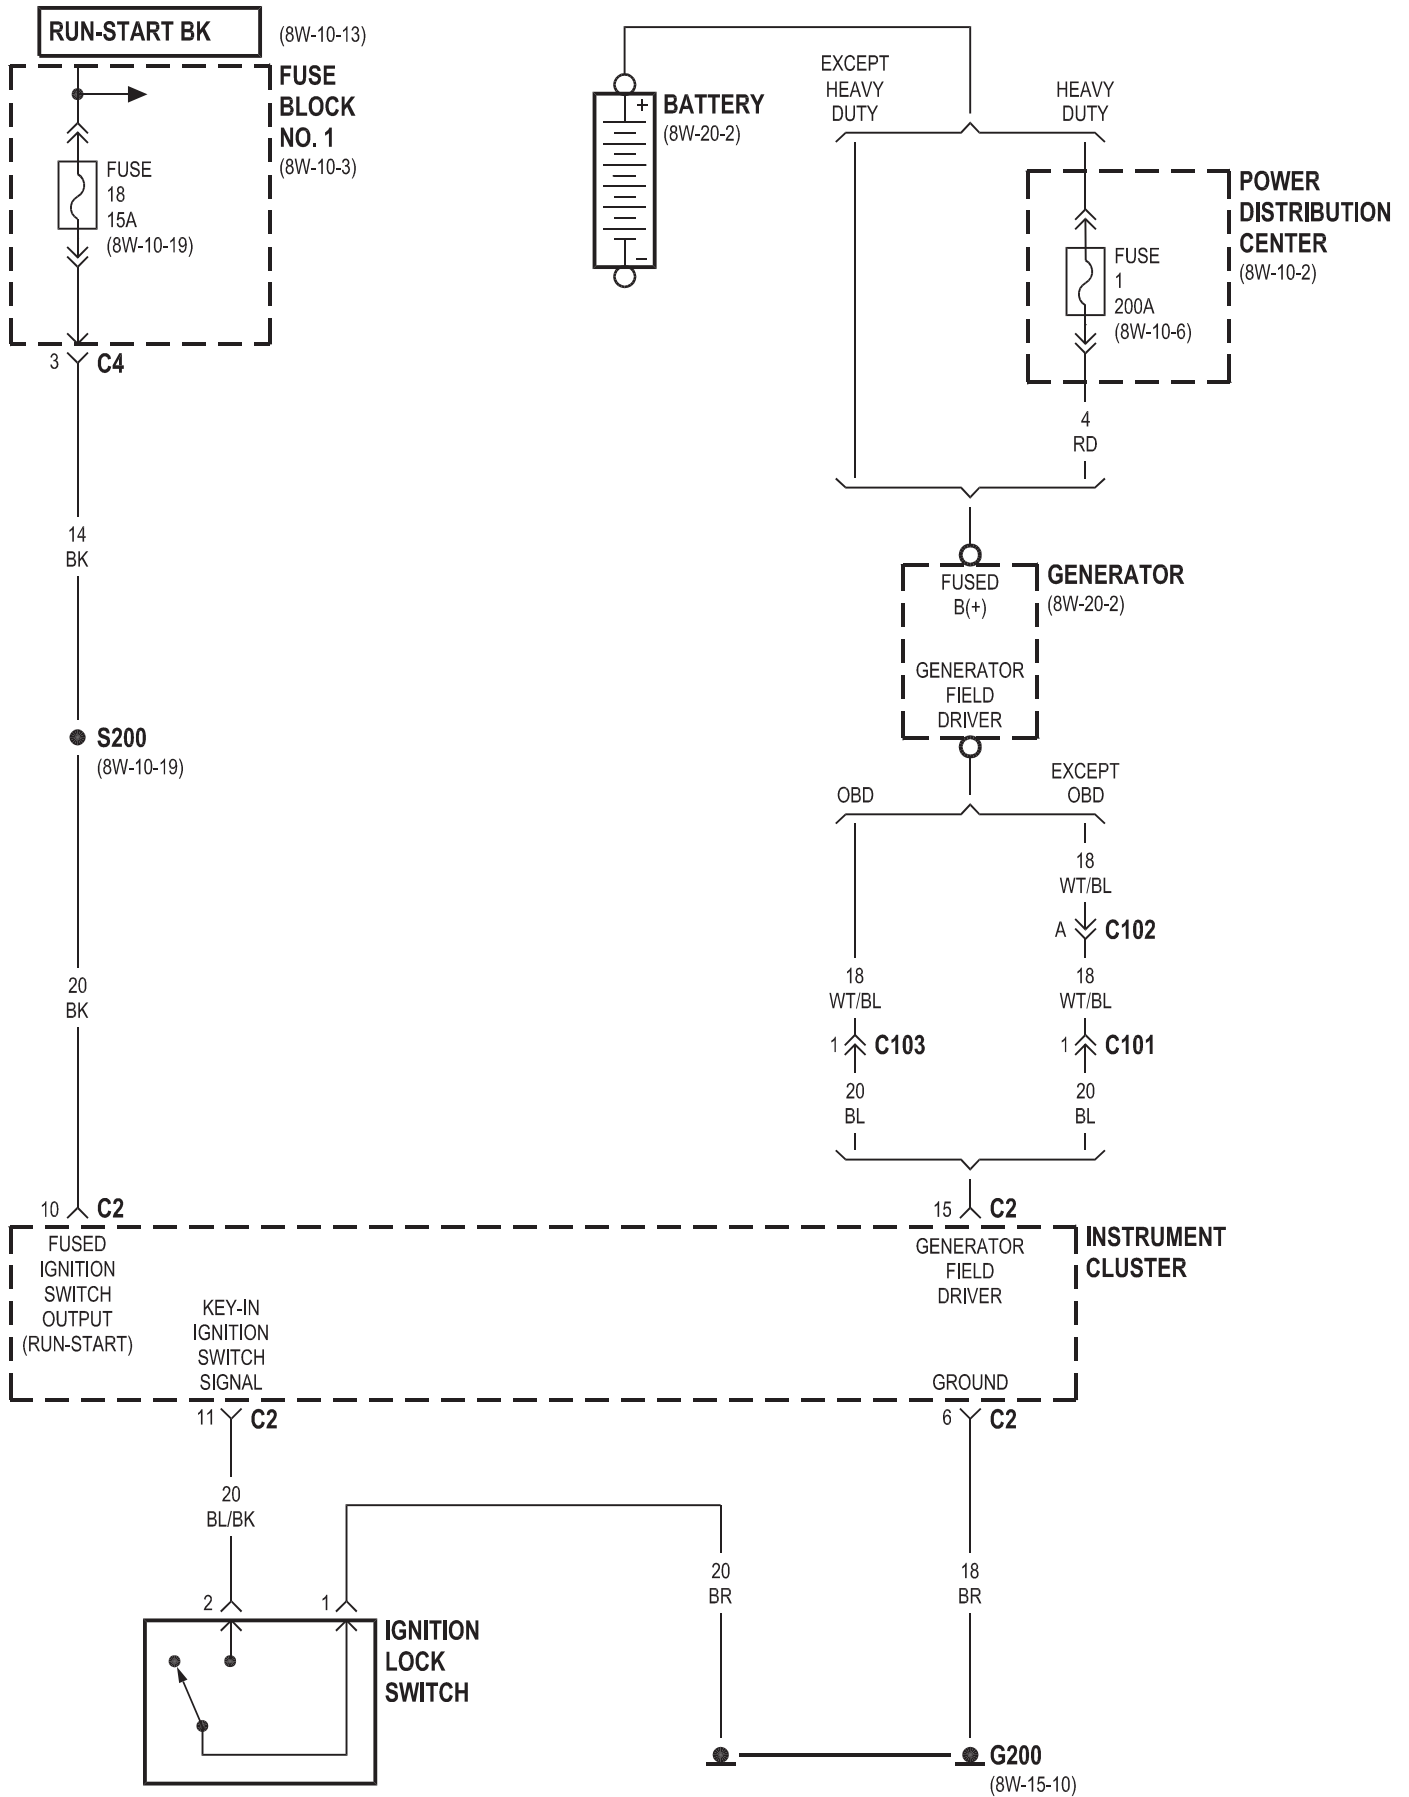 RUN-START BK
(8W-10-13)
FUSE
BLOCK
NO. 1
(8W-10-3)
FUSE
18
15A
(8W-10-19)
3
C4
BATTERY
(8W-20-2)
+
–
EXCEPT
HEAVY
DUTY
HEAVY
DUTY
POWER
DISTRIBUTION
CENTER
(8W-10-2)
FUSE
1
200A
(8W-10-6)
4
RD
14
BK
GENERATOR
(8W-20-2)
FUSED
B(+)
GENERATOR
FIELD
DRIVER
S200
(8W-10-19)
OBD
EXCEPT
OBD
18
WT/BL
A
C102
20
BK
18
WT/BL
18
WT/BL
1
C103
1
C101
20
BL
20
BL
10
C2
15
C2
INSTRUMENT
CLUSTER
FUSED
IGNITION
SWITCH
OUTPUT
(RUN-START)
KEY-IN
IGNITION
SWITCH
SIGNAL
GENERATOR
FIELD
DRIVER
GROUND
11
C2
6
C2
20
BL/BK
20
BR
18
BR
2
1
IGNITION
LOCK
SWITCH
G200
(8W-15-10)